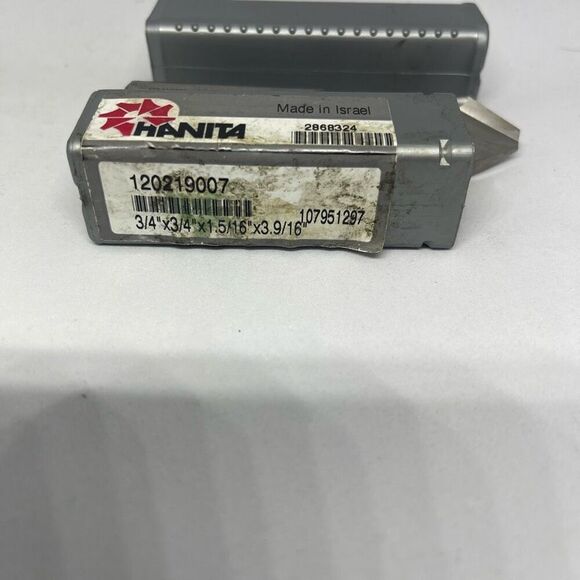 HANITA
Made in Israel
2868324
120219007
107951297
3/4"x3/4"x1.5/16"x3.9/16"